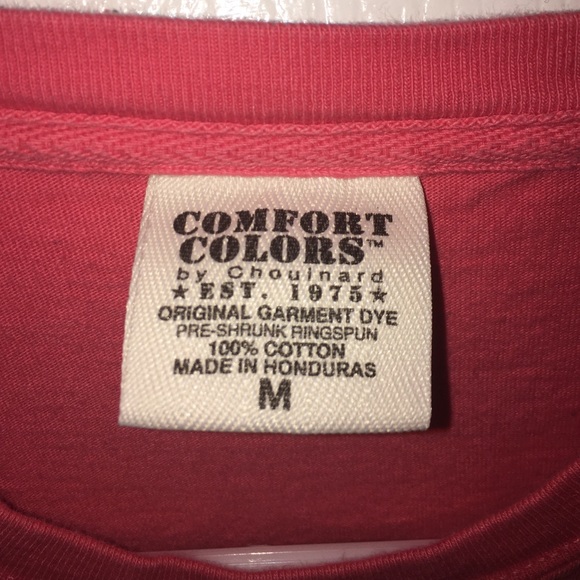 COMFORT
COLORS™
by Chouinard
★ EST. 1975 ★
ORIGINAL GARMENT DYE
PRE-SHRUNK RINGSPUN
100% COTTON
MADE IN HONDURAS
M